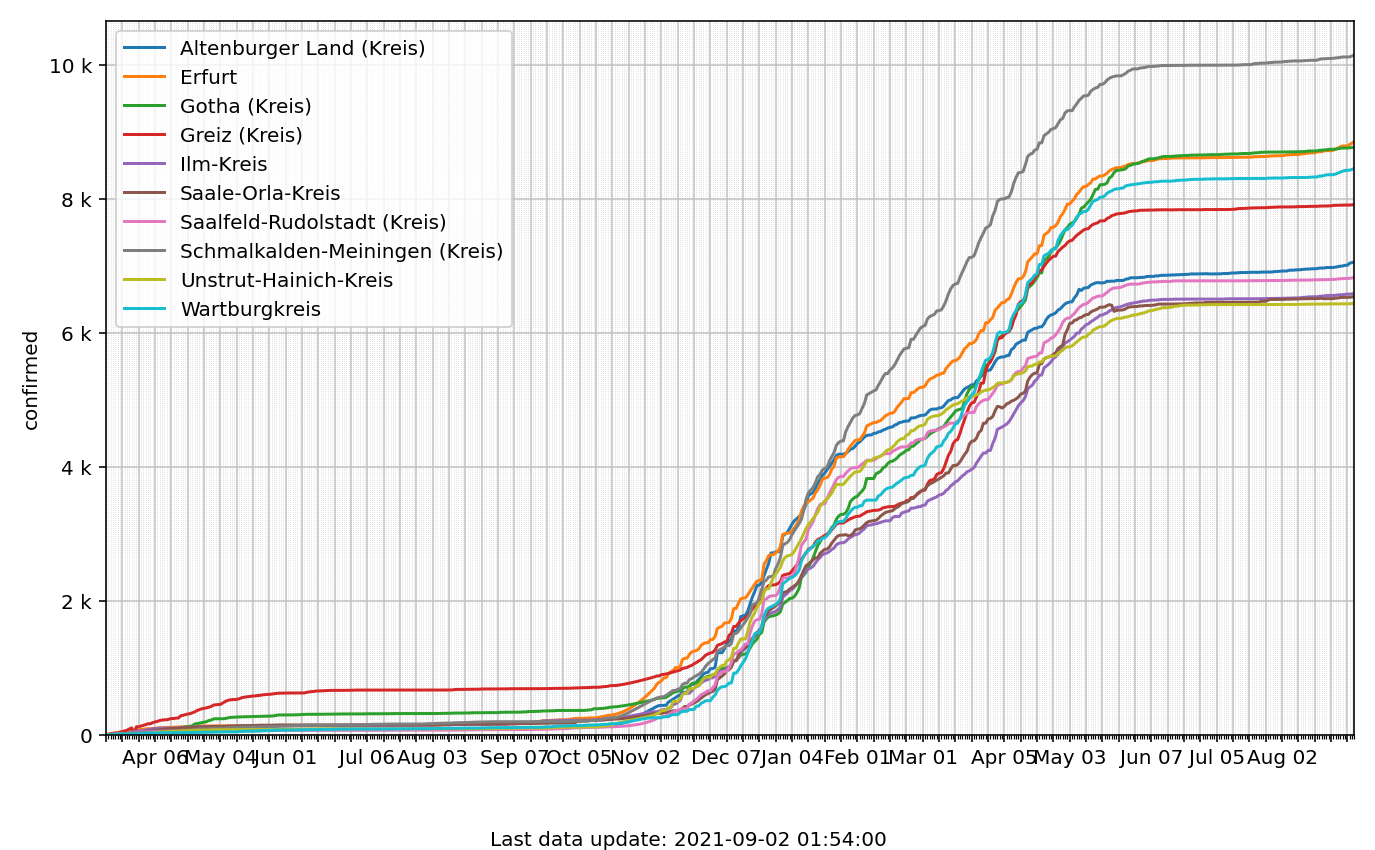 10 k
8 k
6 k
4 k
2 k
0
confirmed
Altenburger Land (Kreis)
Erfurt
Gotha (Kreis)
Greiz (Kreis)
Ilm-Kreis
Saale-Orla-Kreis
Saalfeld-Rudolstadt (Kreis)
Schmalkalden-Meiningen (Kreis)
Unstrut-Hainich-Kreis
Wartburgkreis
Apr 06 May 04 Jun 01 Jul 06 Aug 03 Sep 07 Oct 05 Nov 02 Dec 07 Jan 04 Feb 01 Mar 01 Apr 05 May 03 Jun 07 Jul 05 Aug 02
Last data update: 2021-09-02 01:54:00